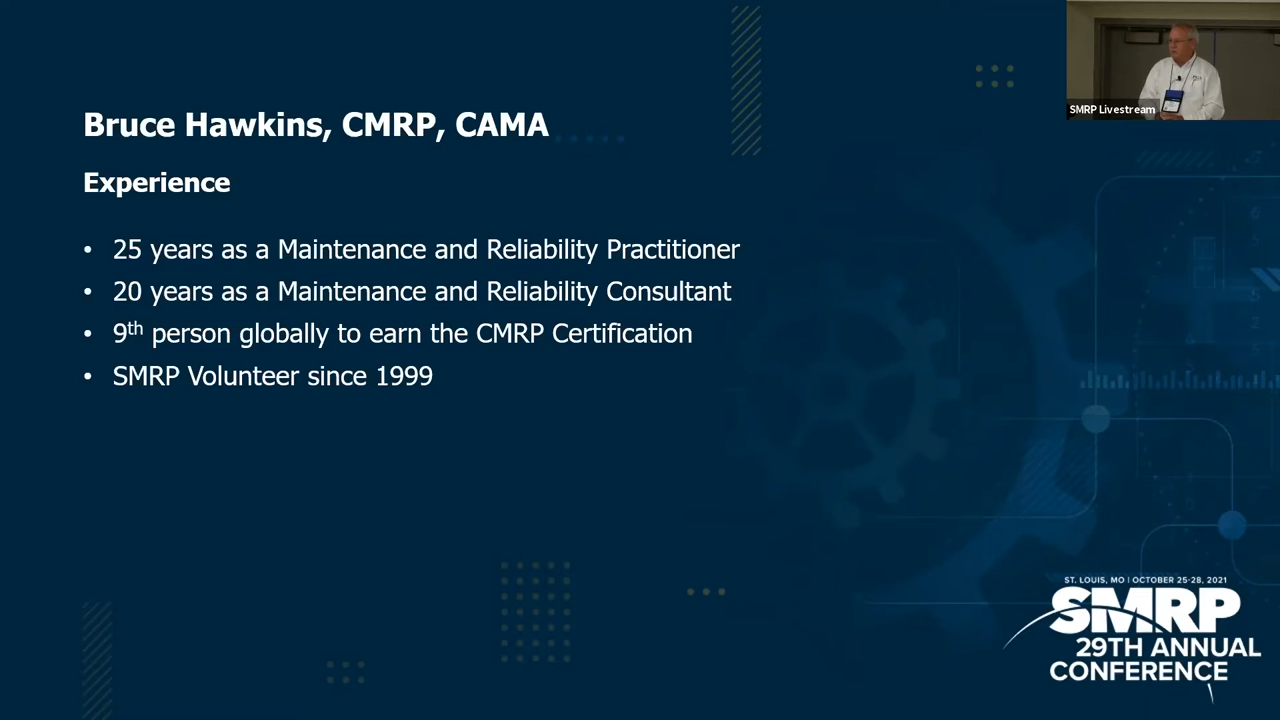 SMRP Livestream
Bruce Hawkins, CMRP, CAMA
Experience
• 25 years as a Maintenance and Reliability Practitioner
• 20 years as a Maintenance and Reliability Consultant
• 9th person globally to earn the CMRP Certification
• SMRP Volunteer since 1999
ST. LOUIS, MO | OCTOBER 25-28, 2021
SMRP
29TH ANNUAL
CONFERENCE